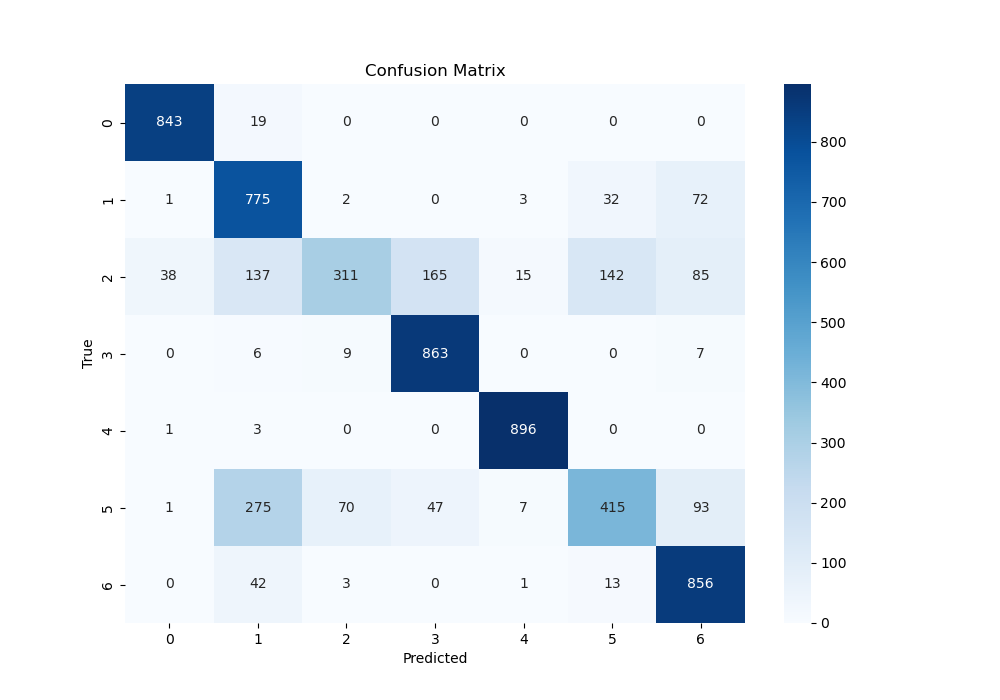 Confusion Matrix
0 843 19 0 0 0 0 0
1 1 775 2 0 3 32 72
2 38 137 311 165 15 142 85
3 0 6 9 863 0 0 7
4 1 3 0 0 896 0 0
5 1 275 70 47 7 415 93
6 0 42 3 0 1 13 856
0 1 2 3 4 5 6
Predicted
True
800
700
600
500
400
300
200
100
0